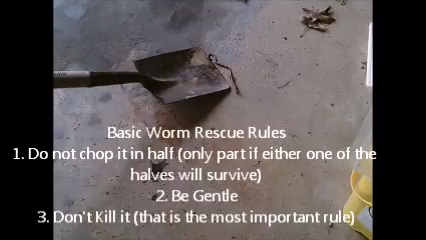 Basic Worm Rescue Rules
1. Do not chop it in half (only part if either one of the
halves will survive)
2. Be Gentle
3. Don't Kill it (that is the most important rule)